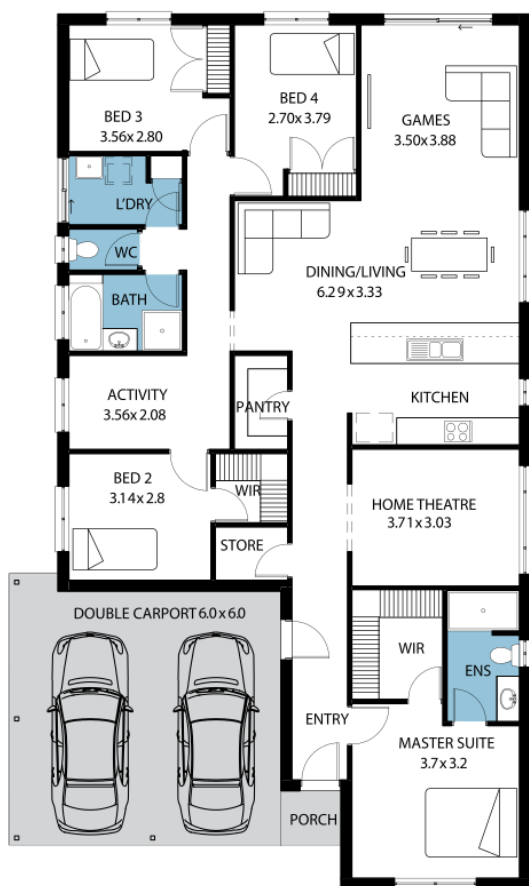 BED 3
3.56 x 2.80
BED 4
2.70 x 3.79
GAMES
3.50 x 3.88
L'DRY
WC
BATH
DINING/LIVING
6.29 x 3.33
ACTIVITY
3.56 x 2.08
PANTRY
KITCHEN
BED 2
3.14 x 2.8
WIR
STORE
HOME THEATRE
3.71 x 3.03
DOUBLE CARPORT 6.0 x 6.0
WIR
ENS
ENTRY
MASTER SUITE
3.7 x 3.2
PORCH